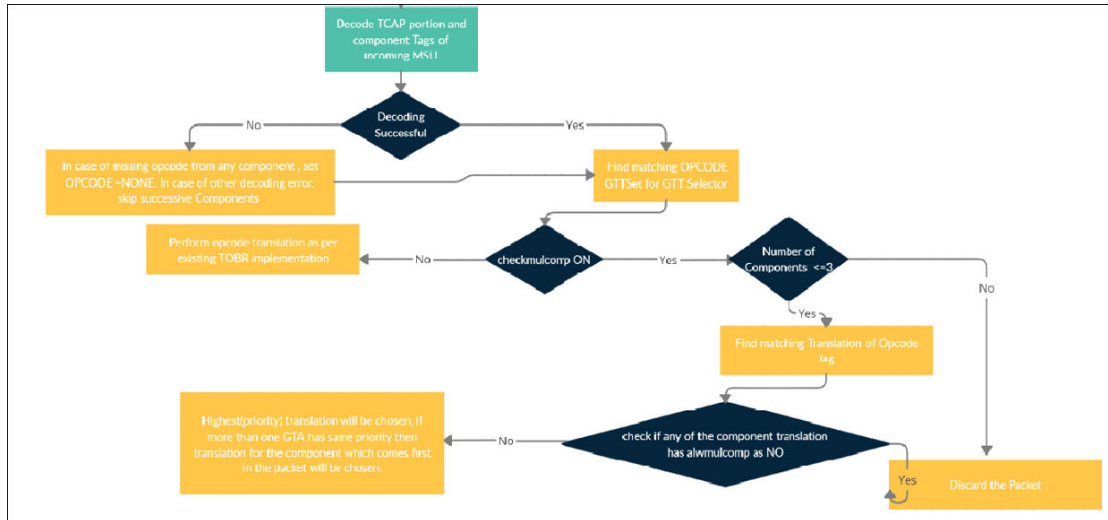 Decode TCAP portion and
component Tags of
incoming MSU
Decoding
Successful
No
Yes
In case of missing opcode from any component , set
OPCODE =NONE. In case of other decoding error,
skip successive Components
Find matching OPCODE
GTTSet for GTT Selector
Perform opcode translation as per
existing TOBR implementation
No
checkmulcomp ON
Yes
Number of
Components <=3
No
Yes
Find matching Translation of Opcode
tag
Highest(priority) translation will be chosen, If
more than one GTA has same priority then
translation for the component which comes first
in the packet will be chosen.
No
check if any of the component translation
has alwmulcomp as NO
Yes
Discard the Packet